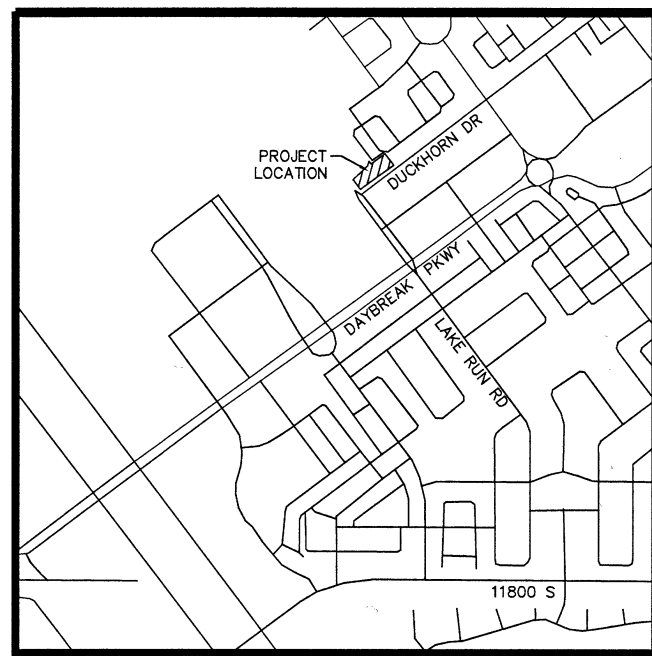 PROJECT
LOCATION
DUCKHORN DR
DAYBREAK PKWY
LAKE RUN RD
11800 S